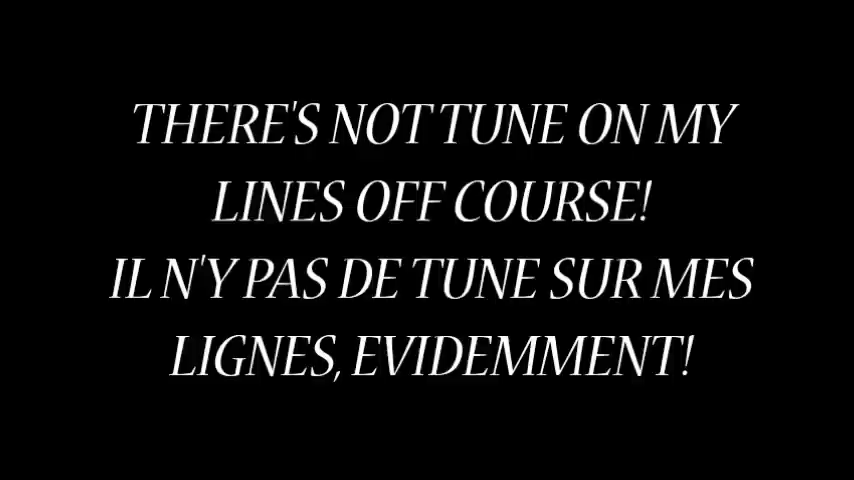 THERE'S NOT TUNE ON MY
LINES OFF COURSE!
IL N'Y PAS DE TUNE SUR MES
LIGNES, EVIDEMMENT!